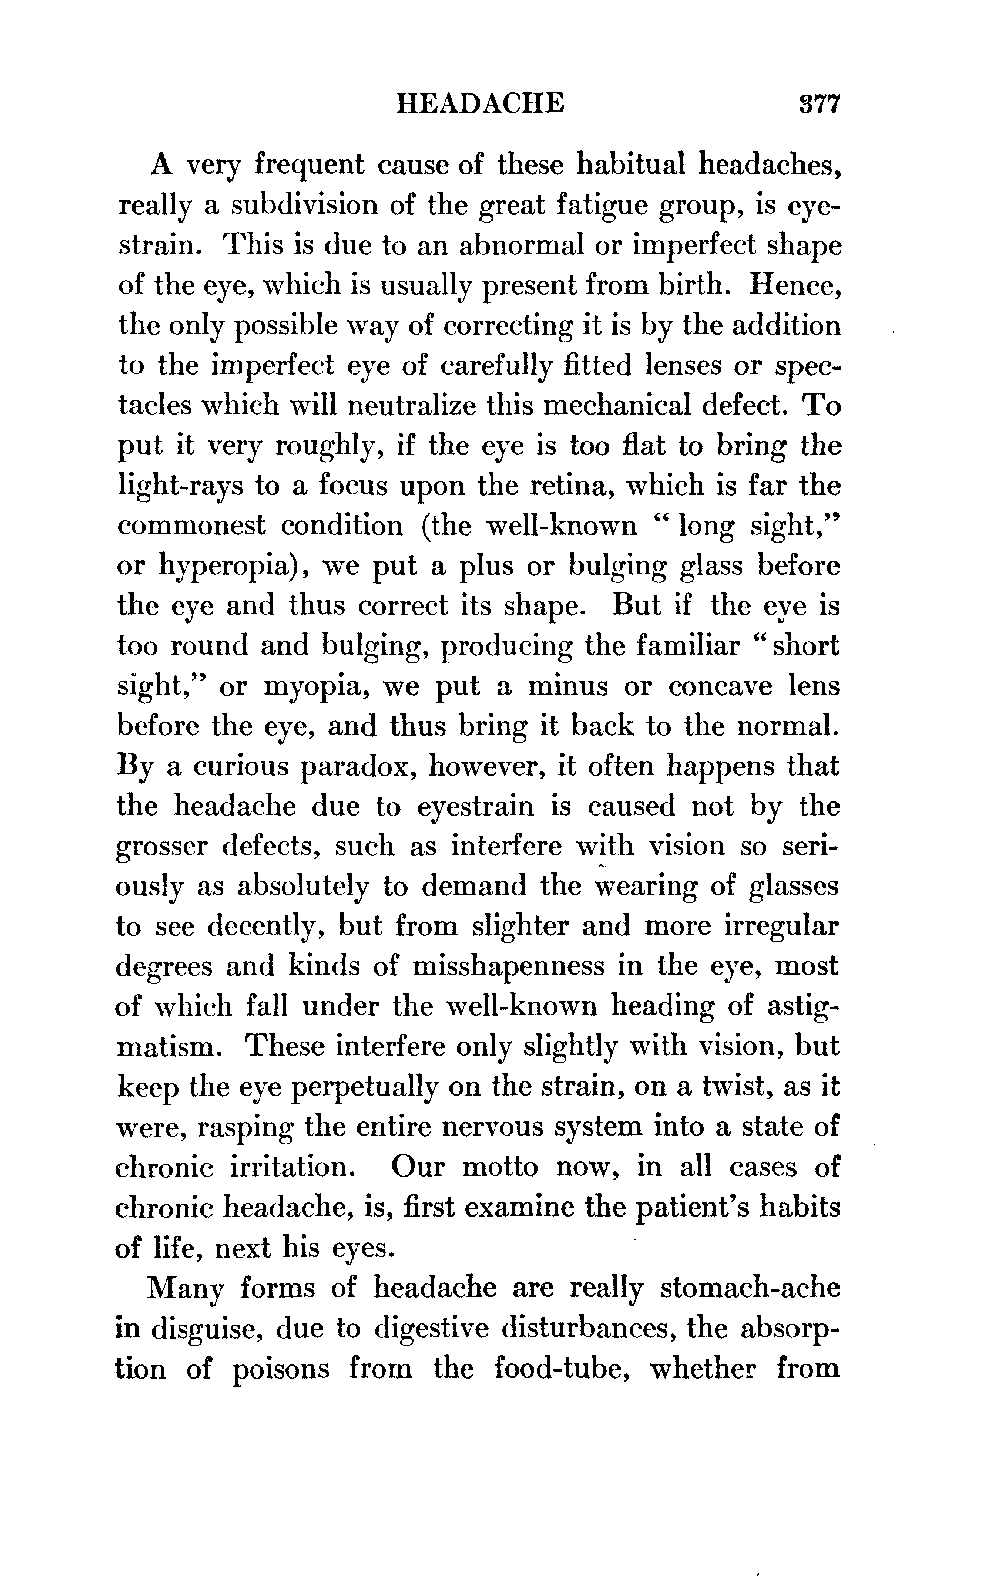 HEADACHE 377
A very frequent cause of these habitual headaches,
really a subdivision of the great fatigue group, is eye-
strain. This is due to an abnormal or imperfect shape
of the eye, which is usually present from birth. Hence,
the only possible way of correcting it is by the addition
to the imperfect eye of carefully fitted lenses or spec-
tacles which will neutralize this mechanical defect. To
put it very roughly, if the eye is too flat to bring the
light-rays to a focus upon the retina, which is far the
commonest condition (the well-known “ long sight,”
or hyperopia), we put a plus or bulging glass before
the eye and thus correct its shape. But if the eye is
too round and bulging, producing the familiar “ short
sight,” or myopia, we put a minus or concave lens
before the eye, and thus bring it back to the normal.
By a curious paradox, however, it often happens that
the headache due to eyestrain is caused not by the
grosser defects, such as interfere with vision so seri-
ously as absolutely to demand the wearing of glasses
to see decently, but from slighter and more irregular
degrees and kinds of misshapenness in the eye, most
of which fall under the well-known heading of astig-
matism. These interfere only slightly with vision, but
keep the eye perpetually on the strain, on a twist, as it
were, rasping the entire nervous system into a state of
chronic irritation. Our motto now, in all cases of
chronic headache, is, first examine the patient’s habits
of life, next his eyes.
Many forms of headache are really stomach-ache
in disguise, due to digestive disturbances, the absorp-
tion of poisons from the food-tube, whether from